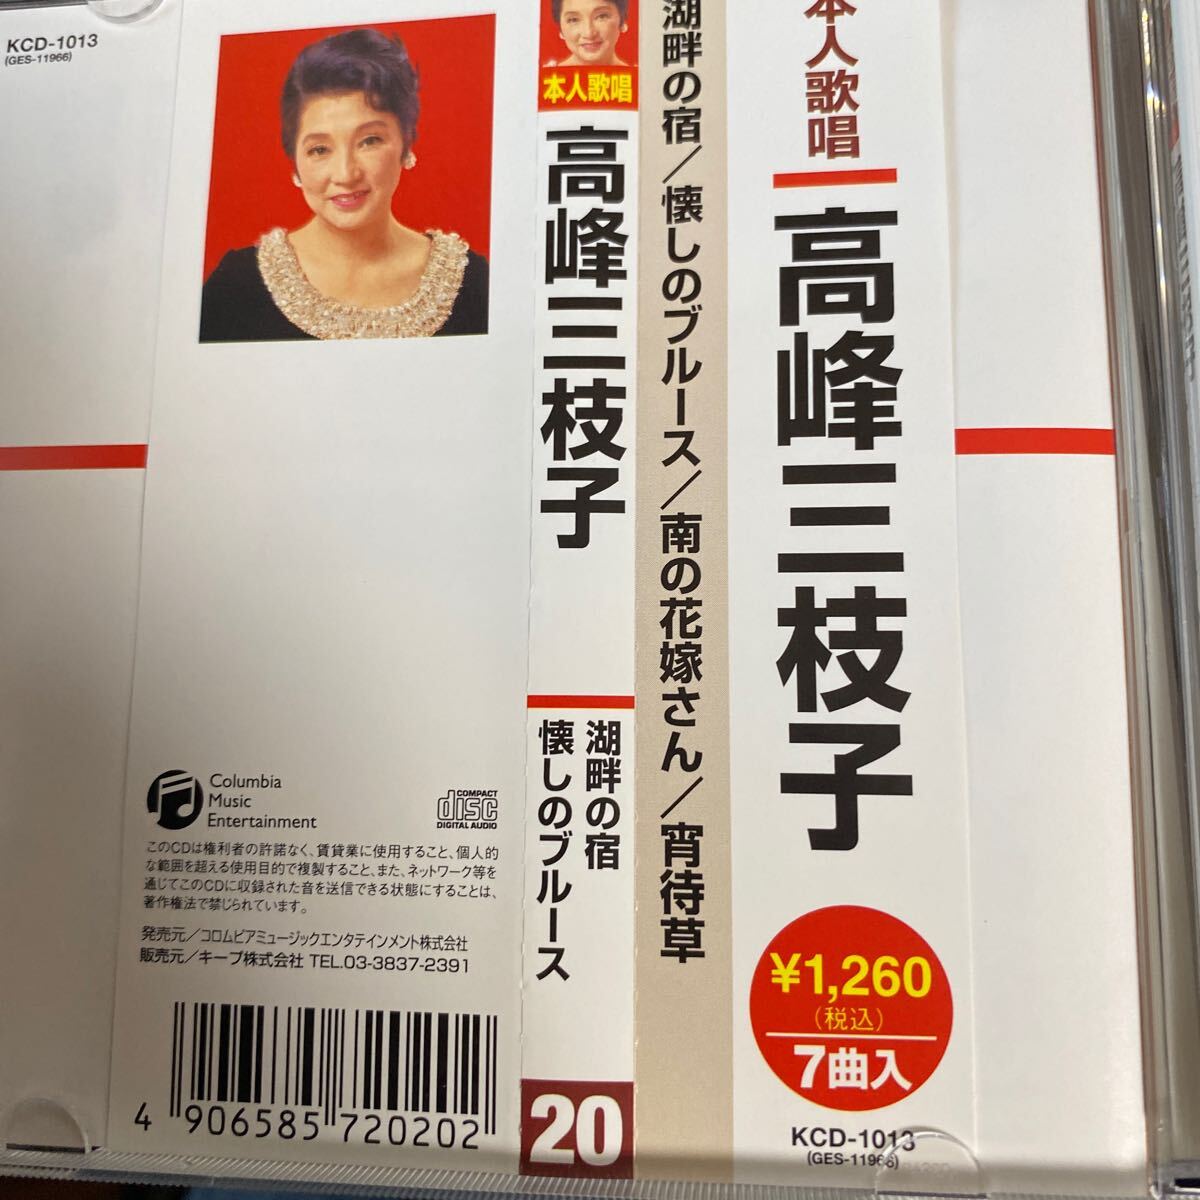 KCD-1013
(GES-11966)
Columbia
Music
Entertainment
COMPACT
disc
DIGITAL AUDIO
このCDは権利者の許諾なく、賃貸業に使用すること、個人的
な範囲を超える使用目的で複製すること、また、ネットワーク等を
通じてこのCDに収録された音を送信できる状態にすることは、
著作権法で禁じられています。
発売元／コロムビアミュージックエンタテインメント株式会社
販売元／キープ株式会社 TEL.03-3837-2391
4 906585 720202
本人歌唱
高峰三枝子
湖畔の宿
懐しのブルース
20
湖畔の宿／懐しのブルース／南の花嫁さん／宵待草
本人歌唱
高峰三枝子
¥1,260
(税込)
7曲入
KCD-1013
(GES-11966)